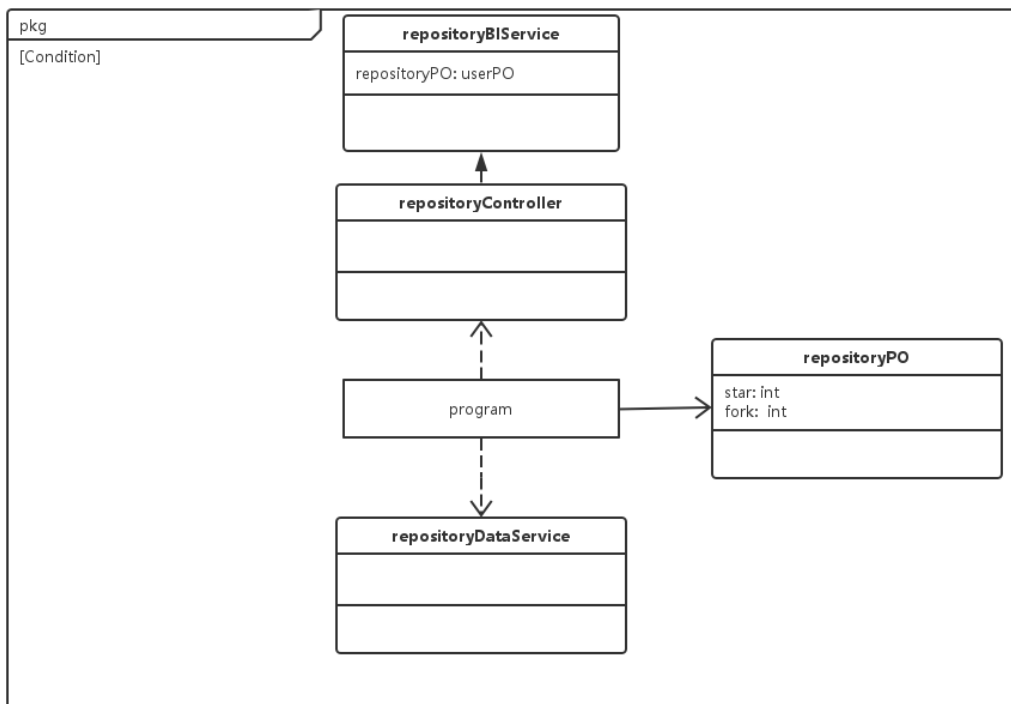 pkg
[Condition]
repositoryBlService
repositoryPO: userPO
repositoryController
program
repositoryPO
star: int
fork:  int
repositoryDataService